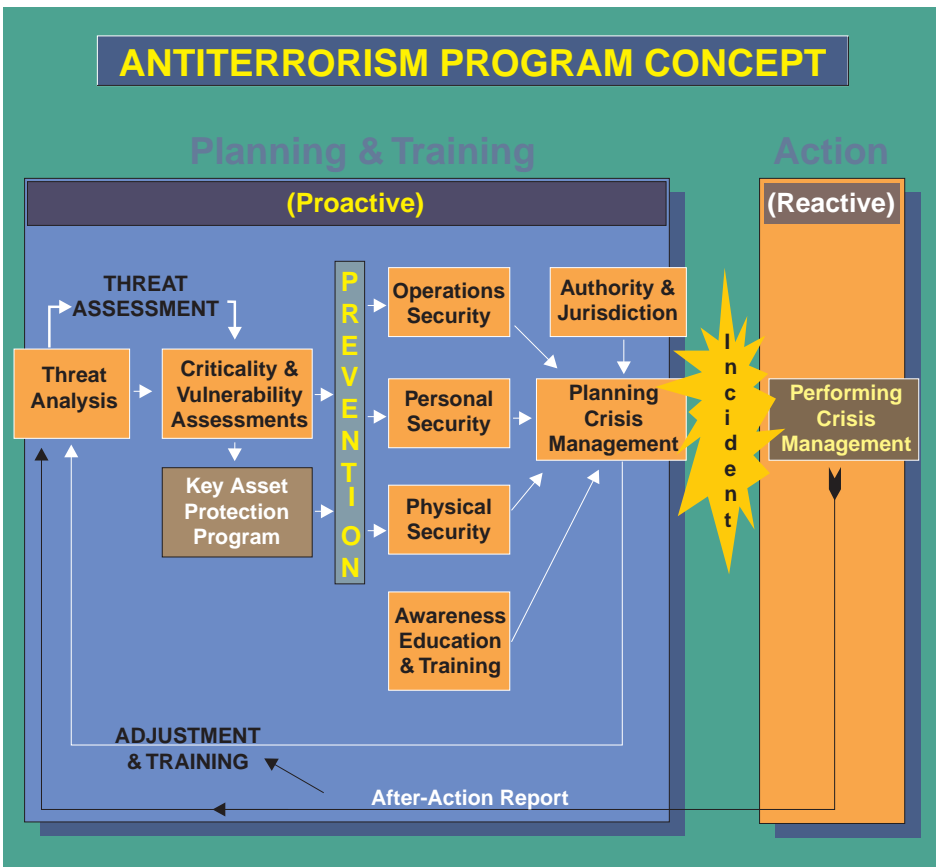 ANTITERRORISM PROGRAM CONCEPT
Planning & Training
Action
(Proactive)
(Reactive)
THREAT
ASSESSMENT
Threat
Analysis
Criticality &
Vulnerability
Assessments
Key Asset
Protection
Program
PREVENTION
Operations
Security
Personal
Security
Physical
Security
Awareness
Education
& Training
Authority &
Jurisdiction
Planning
Crisis
Management
Incident
Performing
Crisis
Management
ADJUSTMENT
& TRAINING
After-Action Report